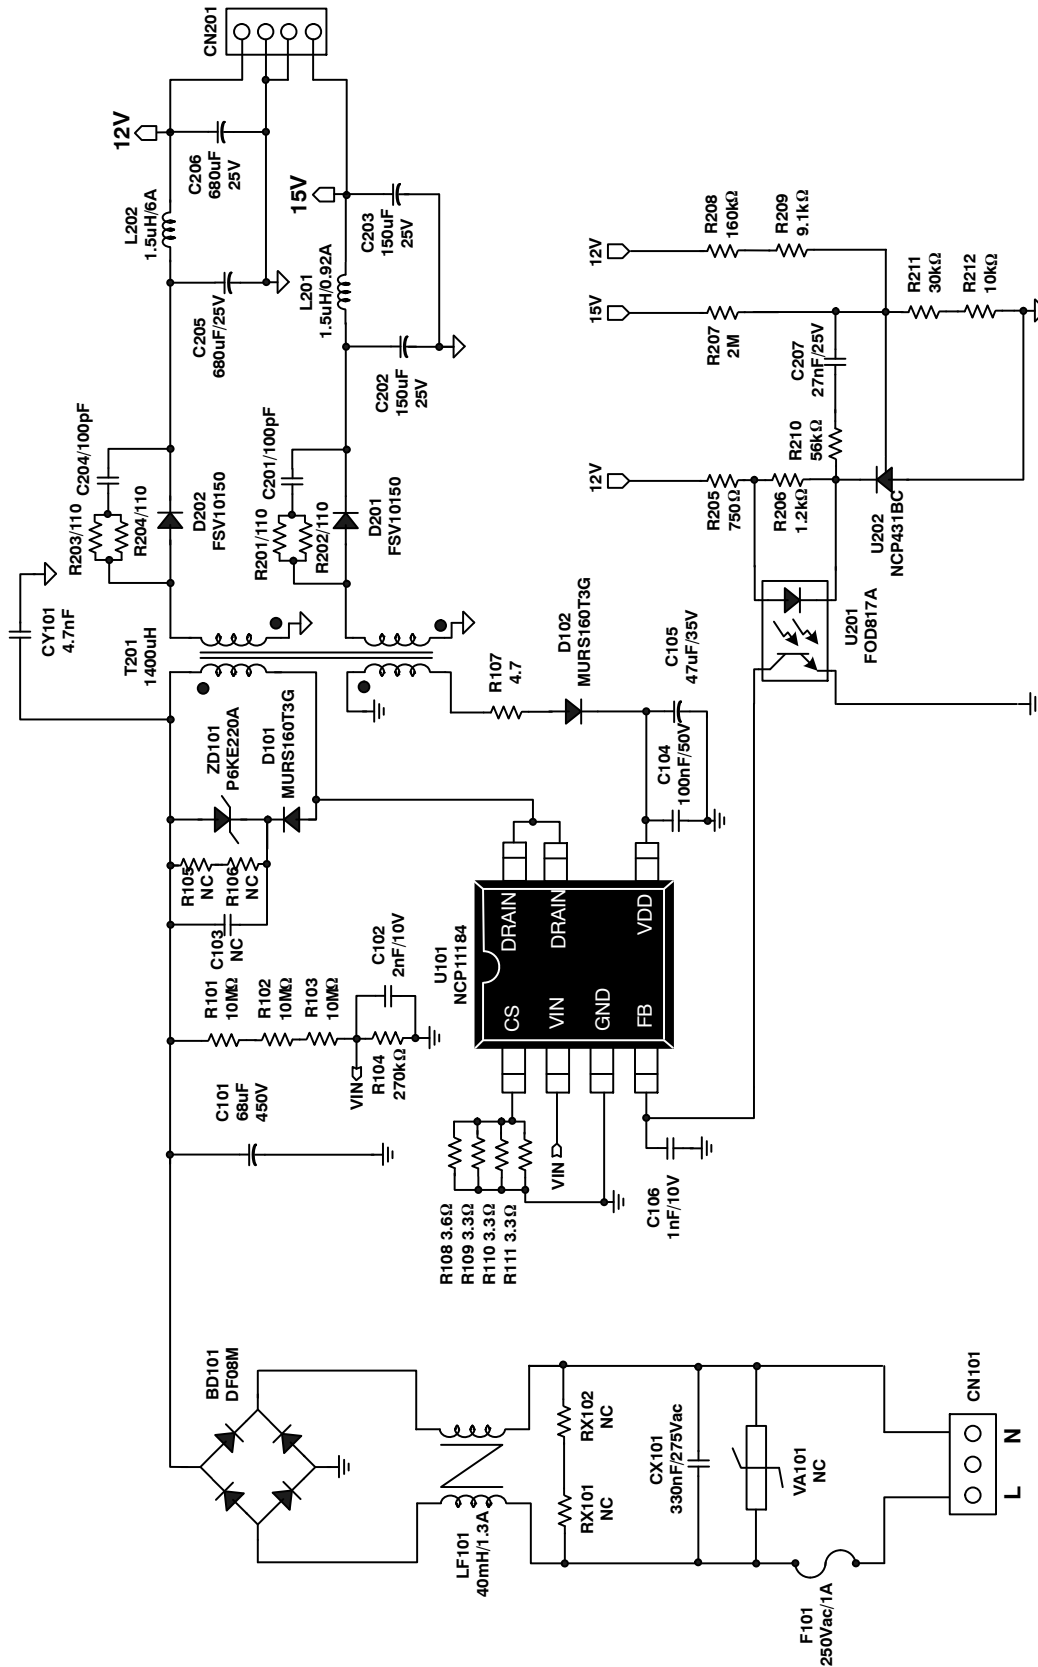 CN201
12V
L202
1.5uH/6A
C206
680uF
25V
15V
C205
680uF/25V
L201
1.5uH/0.92A
C203
150uF
25V
C202
150uF
25V
R203/110
C204/100pF
R204/110
D202
FSV10150
R201/110
C201/100pF
R202/110
D201
FSV10150
CY101
4.7nF
T201
1400uH
12V
15V
12V
R208
160kΩ
R209
9.1kΩ
R207
2M
C207
27nF/25V
R211
30kΩ
R212
10kΩ
R205
750Ω
R206
1.2kΩ
R210
56kΩ
U202
NCP431BC
U201
FOD817A
ZD101
P6KE220A
D101
MURS160T3G
R107
4.7
D102
MURS160T3G
C105
47uF/35V
C104
100nF/50V
R105
NC
R106
NC
C103
NC
R101
10MΩ
R102
10MΩ
R103
10MΩ
C102
2nF/10V
R104
270kΩ
VIN
C101
68uF
450V
U101
NCP11184
DRAIN
DRAIN
VDD
CS
VIN
GND
FB
VIN
R108 3.6Ω
R109 3.3Ω
R110 3.3Ω
R111 3.3Ω
C106
1nF/10V
BD101
DF08M
LF101
40mH/1.3A
RX102
NC
RX101
NC
CX101
330nF/275Vac
VA101
NC
F101
250Vac/1A
CN101
L
N